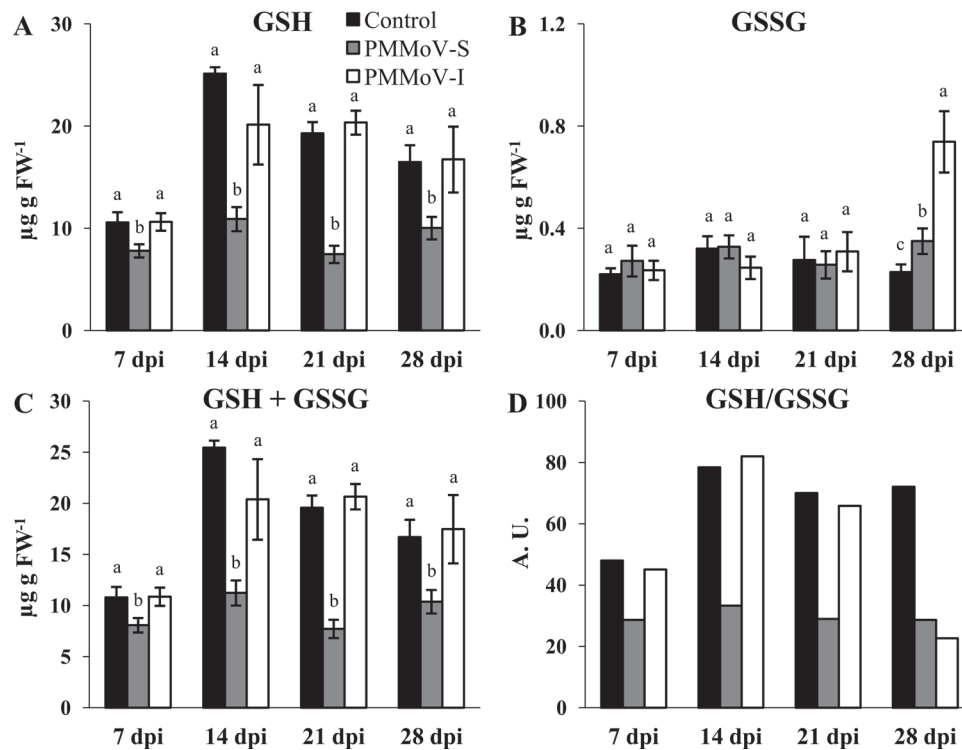 A GSH
Control
PMMoV-S
PMMoV-I
30
20
10
0
µg g FW⁻¹
a b a
a b a
a b a
a b a
7 dpi 14 dpi 21 dpi 28 dpi
B GSSG
1.2
0.8
0.4
0.0
µg g FW⁻¹
a a a
a a a
a a a
c b a
7 dpi 14 dpi 21 dpi 28 dpi
C GSH + GSSG
30
25
20
15
10
5
0
µg g FW⁻¹
a b a
a b a
a b a
a b a
7 dpi 14 dpi 21 dpi 28 dpi
D GSH/GSSG
100
80
60
40
20
0
A. U.
7 dpi 14 dpi 21 dpi 28 dpi